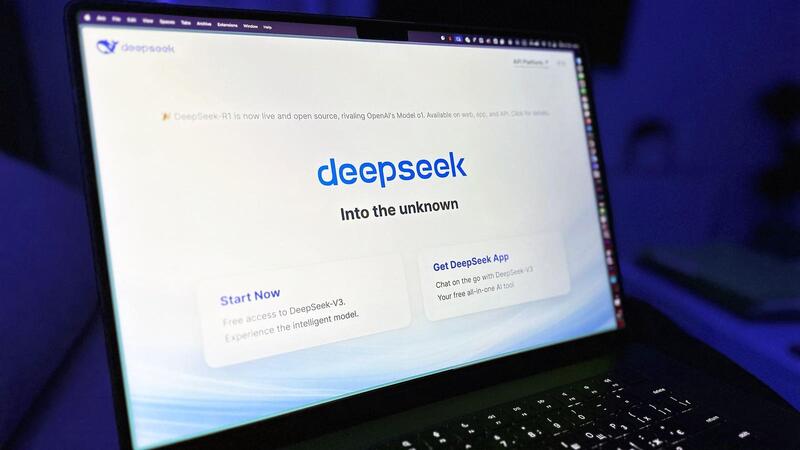 Arc File Edit View Spaces Tabs Archive Extensions Window Help
deepseek
API Platform ↗
🎉 DeepSeek-R1 is now live and open source, rivaling OpenAI's Model o1. Available on web, app, and API. Click for details.
deepseek
Into the unknown
Start Now
Free access to DeepSeek-V3.
Experience the intelligent model.
Get DeepSeek App
Chat on the go with DeepSeek-V3
Your free all-in-one AI tool